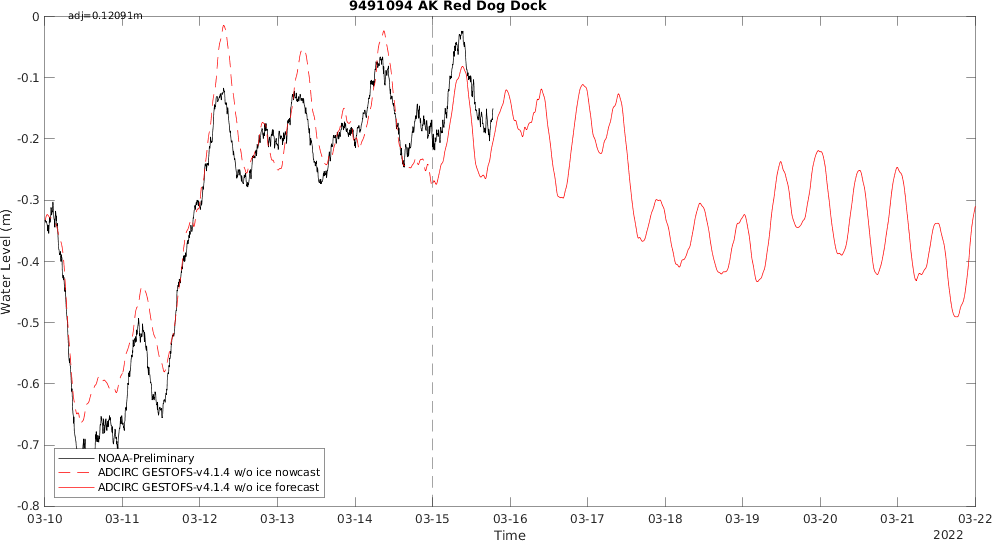 9491094 AK Red Dog Dock
adj=0.12091m
0
-0.1
-0.2
-0.3
-0.4
-0.5
-0.6
-0.7
-0.8
Water Level (m)
NOAA-Preliminary
ADCIRC GESTOFS-v4.1.4 w/o ice nowcast
ADCIRC GESTOFS-v4.1.4 w/o ice forecast
03-10 03-11 03-12 03-13 03-14 03-15 03-16 03-17 03-18 03-19 03-20 03-21 03-22
Time
2022